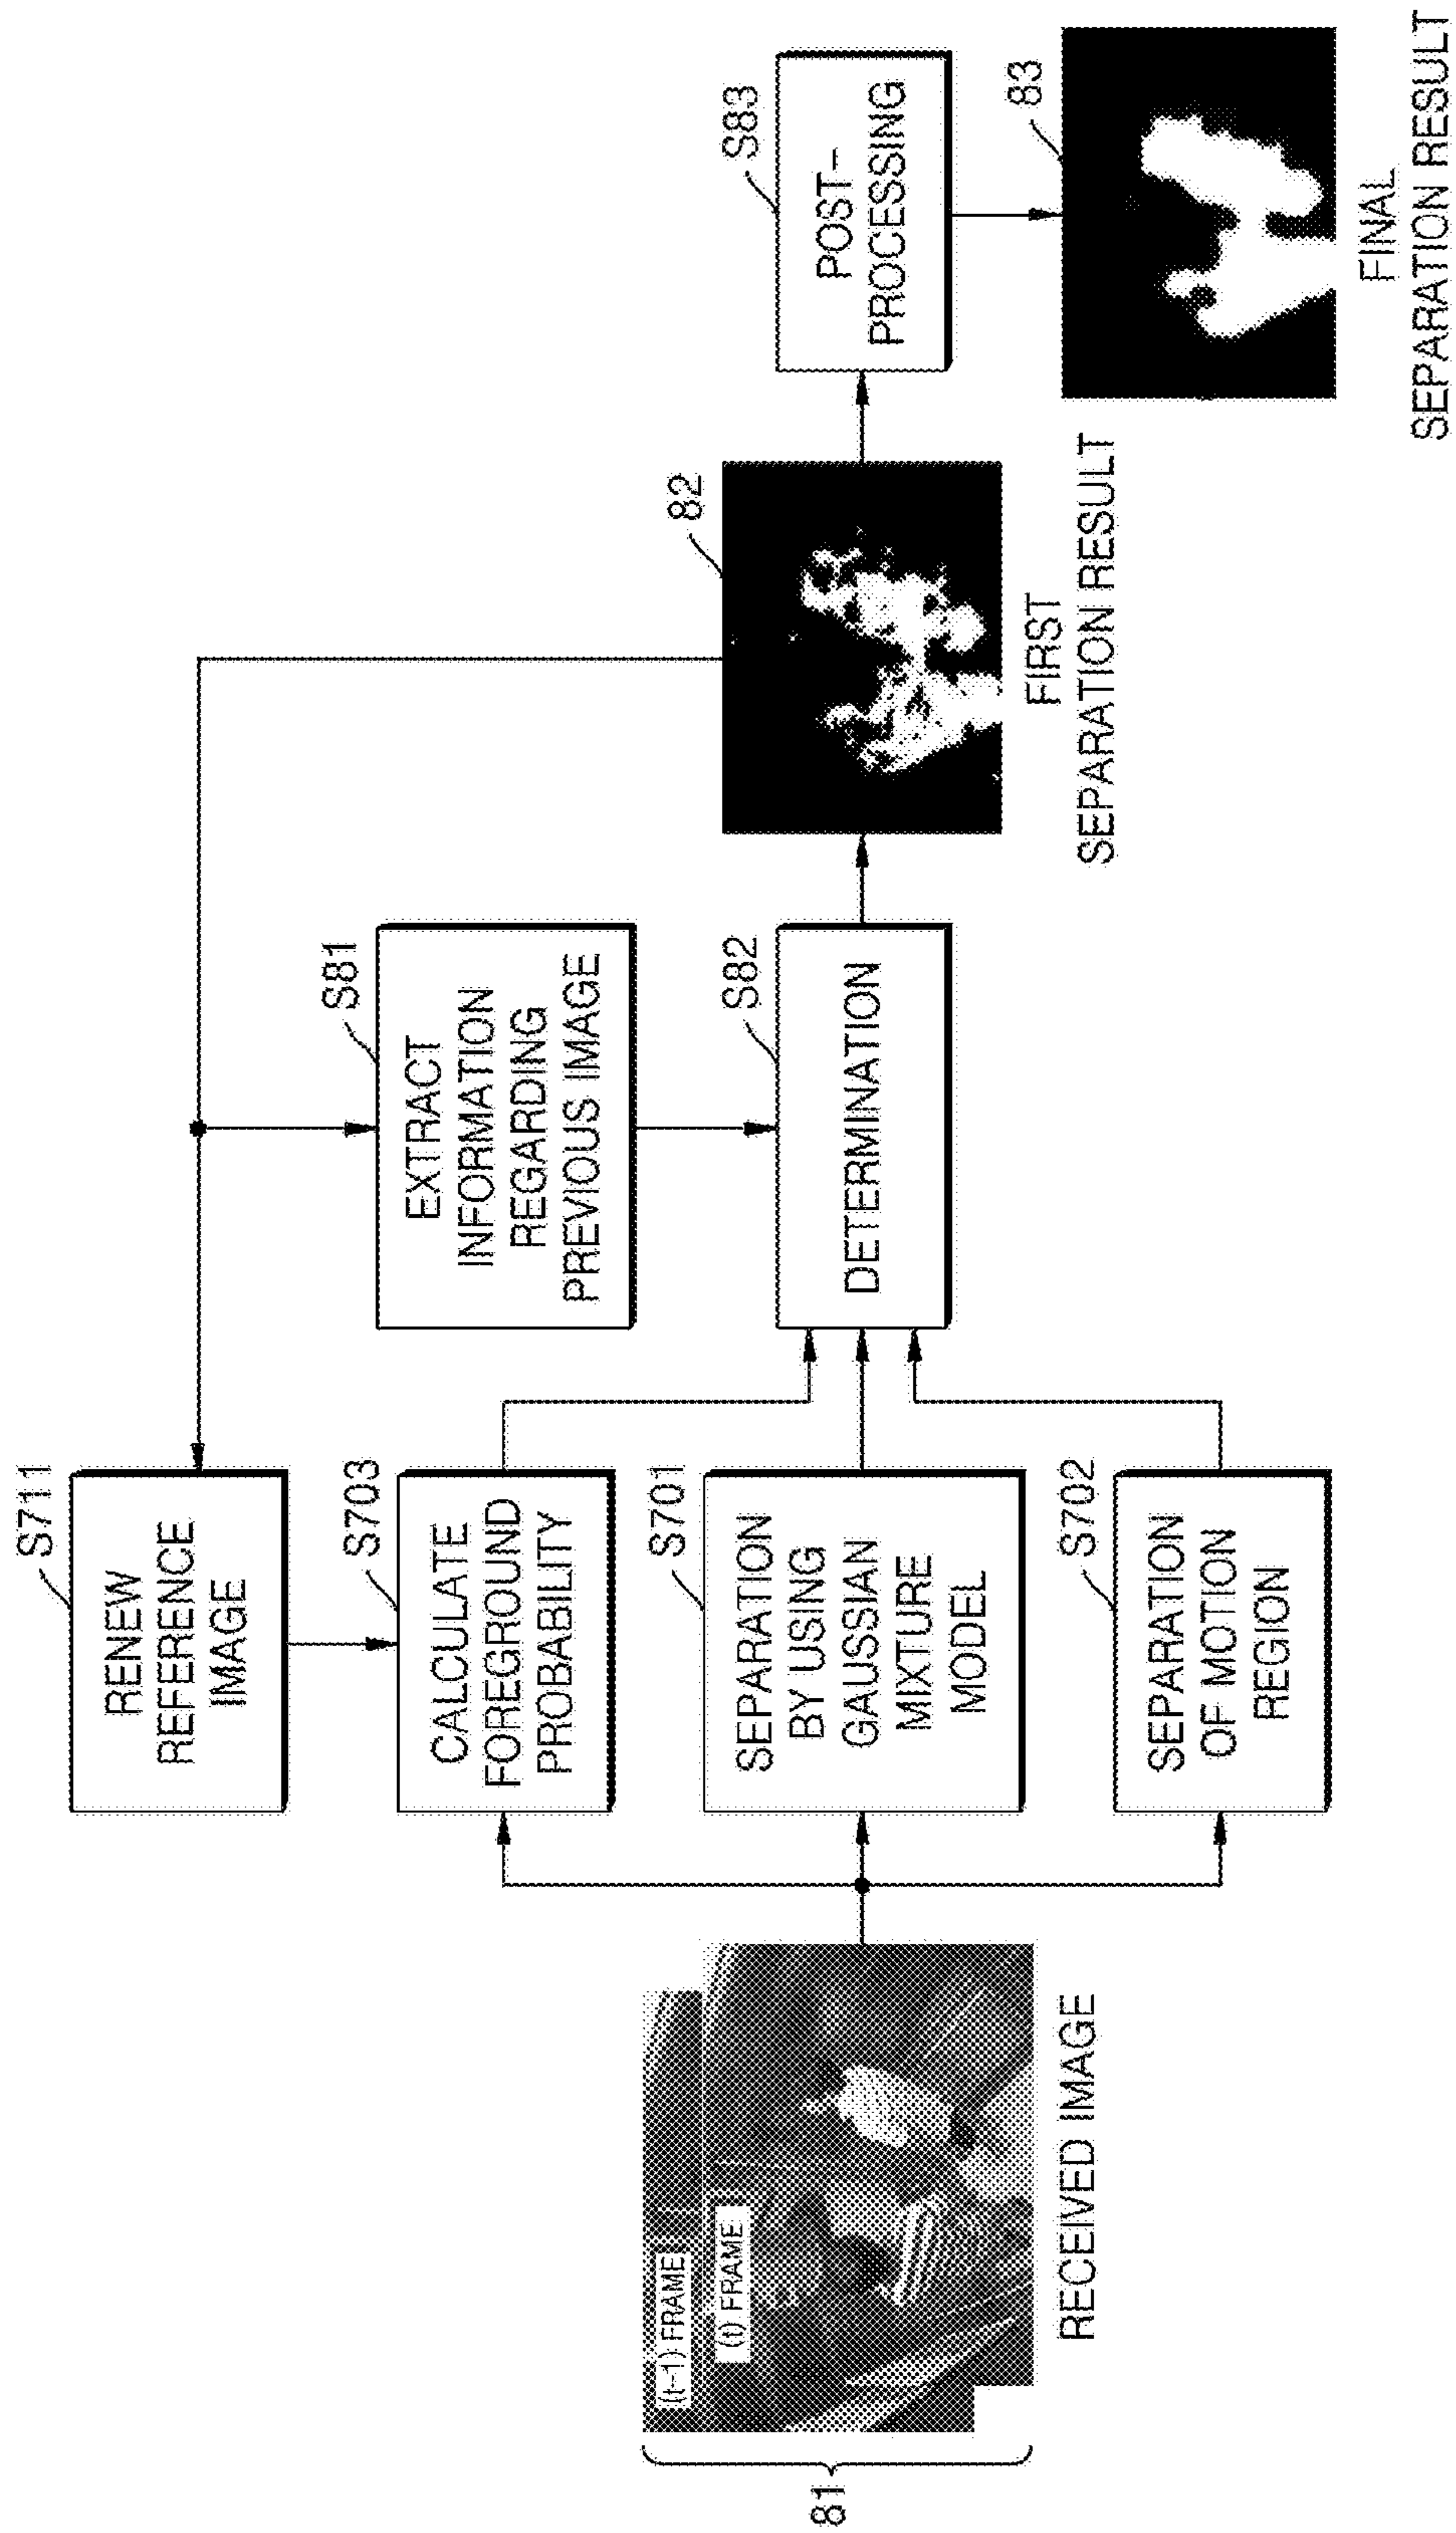 81
(t-1) FRAME
(t) FRAME
RECEIVED IMAGE
S711
RENEW
REFERENCE
IMAGE
S703
CALCULATE
FOREGROUND
PROBABILITY
S701
SEPARATION
BY USING
GAUSSIAN
MIXTURE
MODEL
S702
SEPARATION
OF MOTION
REGION
S81
EXTRACT
INFORMATION
REGARDING
PREVIOUS IMAGE
S82
DETERMINATION
82
FIRST
SEPARATION RESULT
S83
POST-
PROCESSING
83
FINAL
SEPARATION RESULT